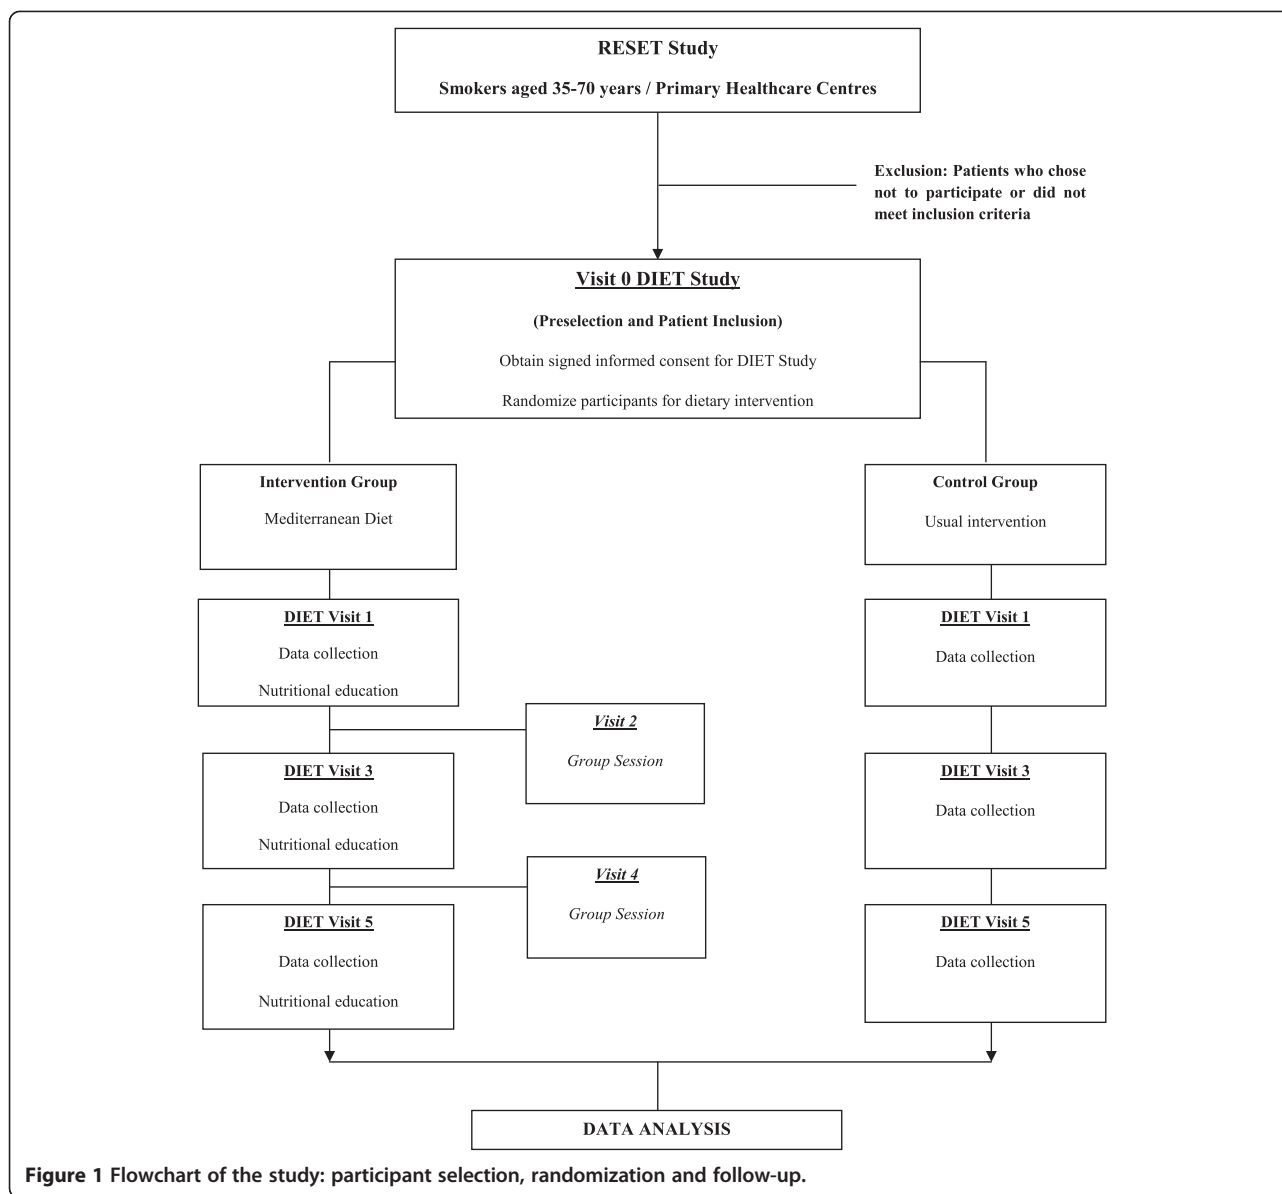 RESET Study
Smokers aged 35-70 years / Primary Healthcare Centres
Exclusion: Patients who chose
not to participate or did not
meet inclusion criteria
Visit 0 DIET Study
(Preselection and Patient Inclusion)
Obtain signed informed consent for DIET Study
Randomize participants for dietary intervention
Intervention Group
Mediterranean Diet
Control Group
Usual intervention
DIET Visit 1
Data collection
Nutritional education
DIET Visit 1
Data collection
Visit 2
Group Session
DIET Visit 3
Data collection
Nutritional education
DIET Visit 3
Data collection
Visit 4
Group Session
DIET Visit 5
Data collection
Nutritional education
DIET Visit 5
Data collection
DATA ANALYSIS
Figure 1 Flowchart of the study: participant selection, randomization and follow-up.